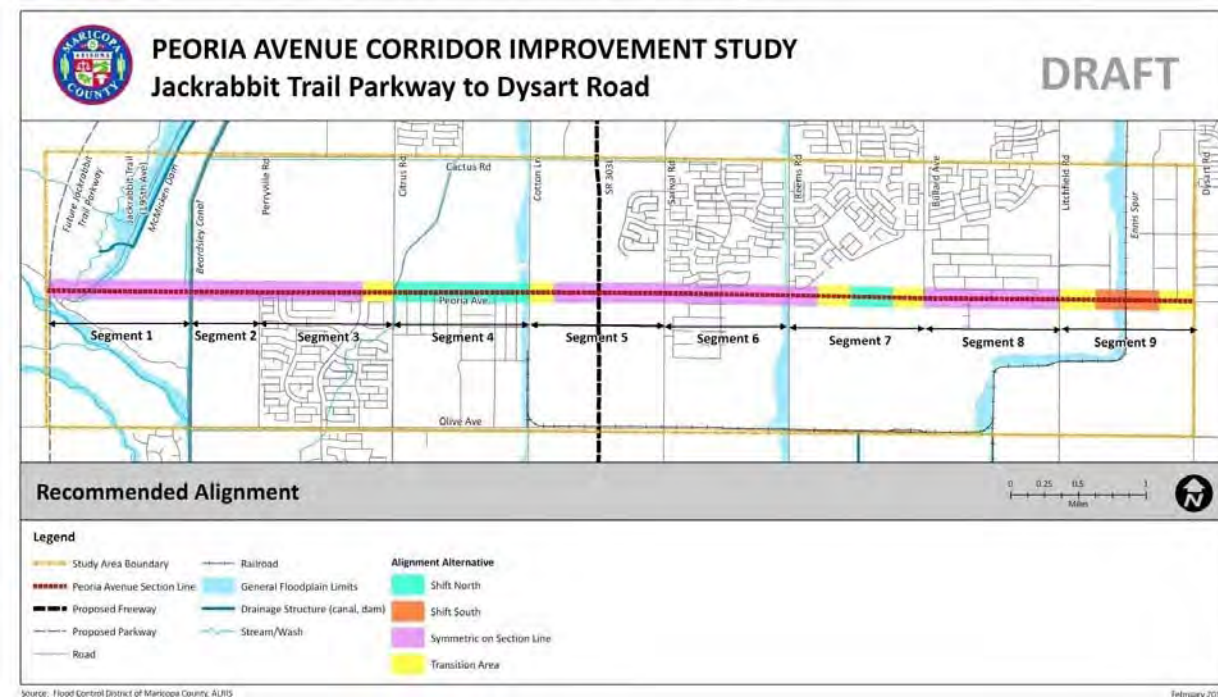 MARICOPA
ARIZONA
COUNTY
PEORIA AVENUE CORRIDOR IMPROVEMENT STUDY
Jackrabbit Trail Parkway to Dysart Road
DRAFT
Future Jackrabbit
Trail Parkway
Jackrabbit Trail
(195th Ave)
McMicken Dam
Beardsley Canal
Perryville Rd
Citrus Rd
Cactus Rd
Cotton Ln
SR 303L
Sarival Rd
Reems Rd
Bullard Ave
Litchfield Rd
Ennis Spur
Dysart Rd
Peoria Ave.
Segment 1
Segment 2
Segment 3
Segment 4
Segment 5
Segment 6
Segment 7
Segment 8
Segment 9
Olive Ave
Recommended Alignment
0 0.25 0.5 1
Miles
N
Legend
Study Area Boundary
Peoria Avenue Section Line
Proposed Freeway
Proposed Parkway
Road
Railroad
General Floodplain Limits
Drainage Structure (canal, dam)
Stream/Wash
Alignment Alternative
Shift North
Shift South
Symmetric on Section Line
Transition Area
Source: Flood Control District of Maricopa County, ALRIS
February